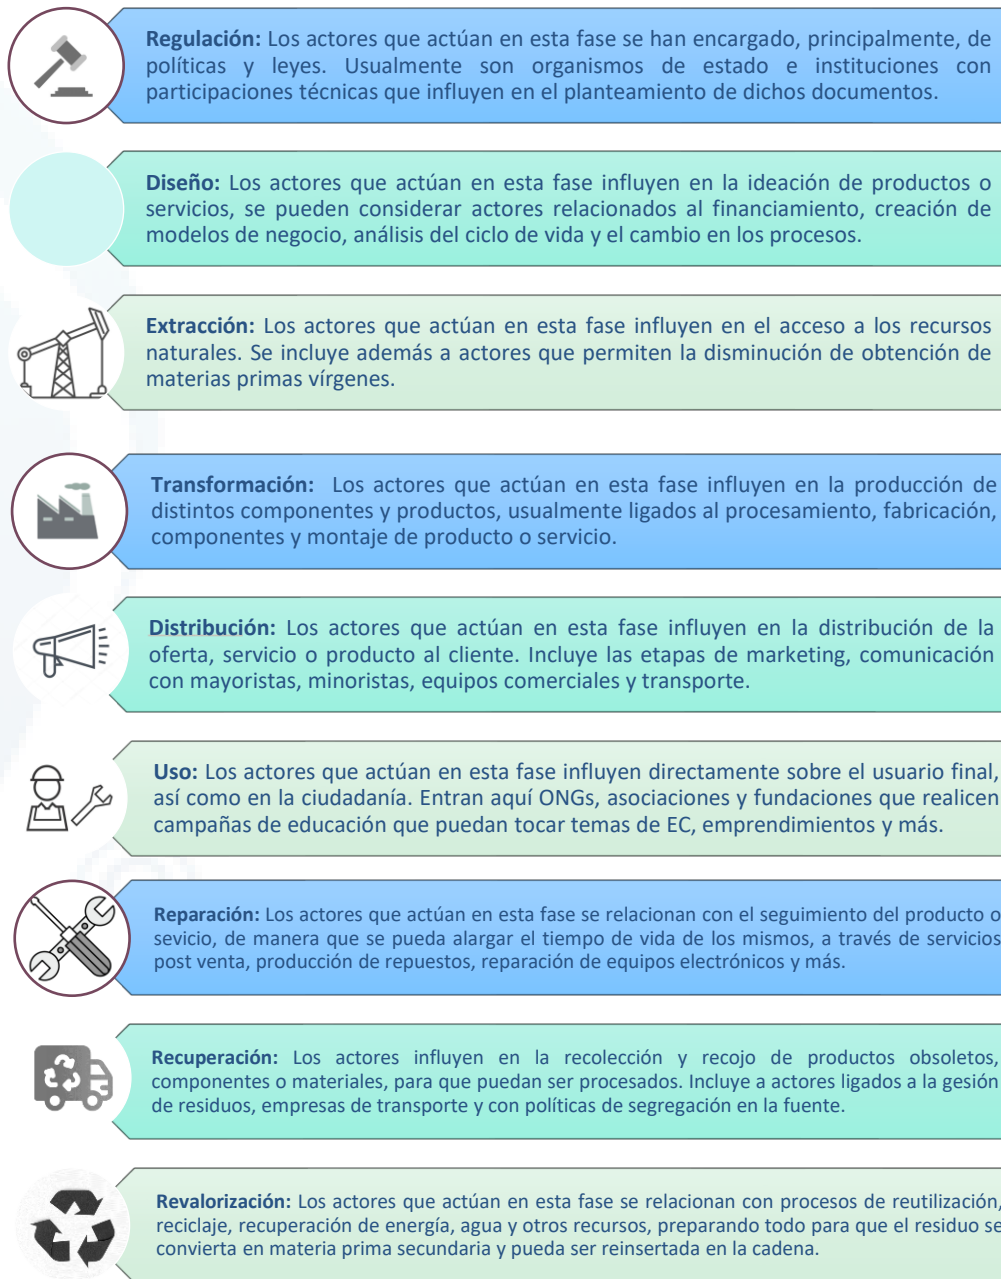 Regulación: Los actores que actúan en esta fase se han encargado, principalmente, de
políticas y leyes. Usualmente son organismos de estado e instituciones con
participaciones técnicas que influyen en el planteamiento de dichos documentos.
Diseño: Los actores que actúan en esta fase influyen en la ideación de productos o
servicios, se pueden considerar actores relacionados al financiamiento, creación de
modelos de negocio, análisis del ciclo de vida y el cambio en los procesos.
Extracción: Los actores que actúan en esta fase influyen en el acceso a los recursos
naturales. Se incluye además a actores que permiten la disminución de obtención de
materias primas vírgenes.
Transformación: Los actores que actúan en esta fase influyen en la producción de
distintos componentes y productos, usualmente ligados al procesamiento, fabricación,
componentes y montaje de producto o servicio.
Distribución: Los actores que actúan en esta fase influyen en la distribución de la
oferta, servicio o producto al cliente. Incluye las etapas de marketing, comunicación
con mayoristas, minoristas, equipos comerciales y transporte.
Uso: Los actores que actúan en esta fase influyen directamente sobre el usuario final,
así como en la ciudadanía. Entran aquí ONGs, asociaciones y fundaciones que realicen
campañas de educación que puedan tocar temas de EC, emprendimientos y más.
Reparación: Los actores que actúan en esta fase se relacionan con el seguimiento del producto o
sevicio, de manera que se pueda alargar el tiempo de vida de los mismos, a través de servicios
post venta, producción de repuestos, reparación de equipos electrónicos y más.
Recuperación: Los actores influyen en la recolección y recojo de productos obsoletos,
componentes o materiales, para que puedan ser procesados. Incluye a actores ligados a la gesión
de residuos, empresas de transporte y con políticas de segregación en la fuente.
Revalorización: Los actores que actúan en esta fase se relacionan con procesos de reutilización,
reciclaje, recuperación de energía, agua y otros recursos, preparando todo para que el residuo se
convierta en materia prima secundaria y pueda ser reinsertada en la cadena.